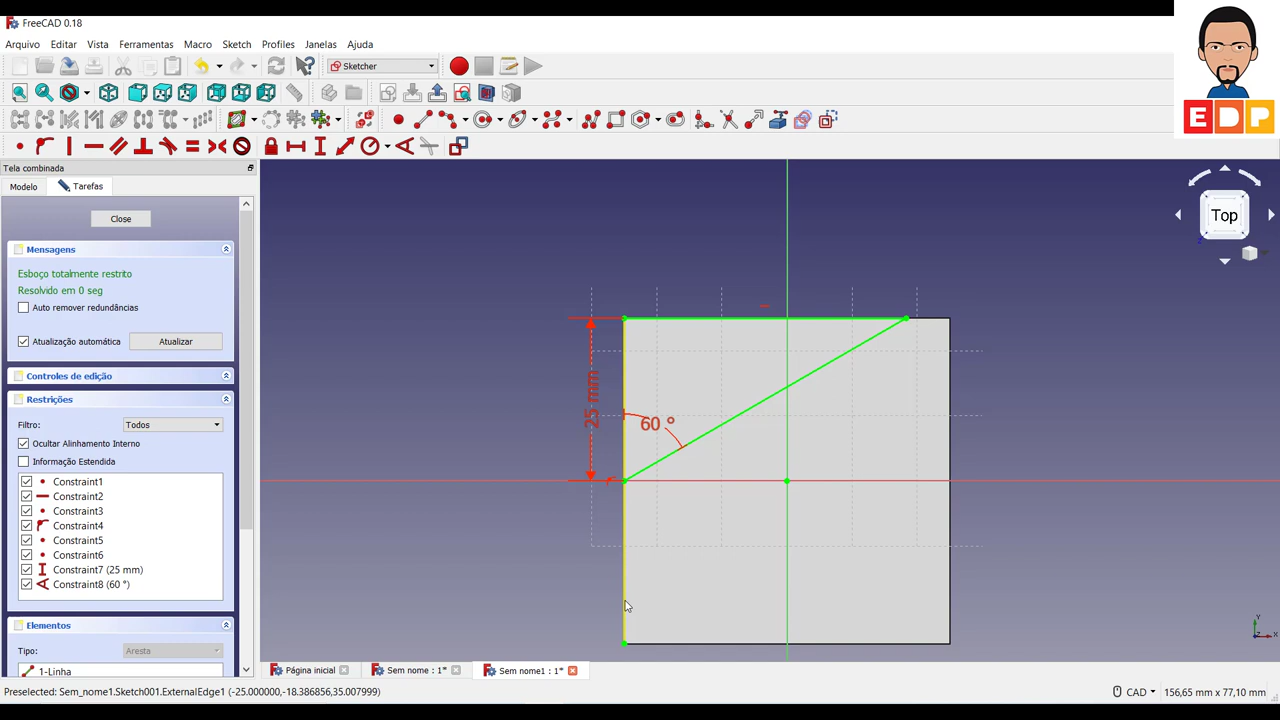 FreeCAD 0.18
Arquivo Editar Vista Ferramentas Macro Sketch Profiles Janelas Ajuda
Sketcher
EDP
Tela combinada
Modelo Tarefas
Close
Mensagens
Esboço totalmente restrito
Resolvido em 0 seg
Auto remover redundâncias
Atualização automática Atualizar
Controles de edição
Restrições
Filtro: Todos
Ocultar Alinhamento Interno
Informação Estendida
Constraint1
Constraint2
Constraint3
Constraint4
Constraint5
Constraint6
Constraint7 (25 mm)
Constraint8 (60 °)
Elementos
Tipo: Aresta
1-Linha
25 mm
60 °
Top
Z
Y
X
Página inicial Sem nome : 1* Sem nome1 : 1*
Preselected: Sem_nome1.Sketch001.ExternalEdge1 (-25.000000,-18.386856,35.007999) CAD 156,65 mm x 77,10 mm